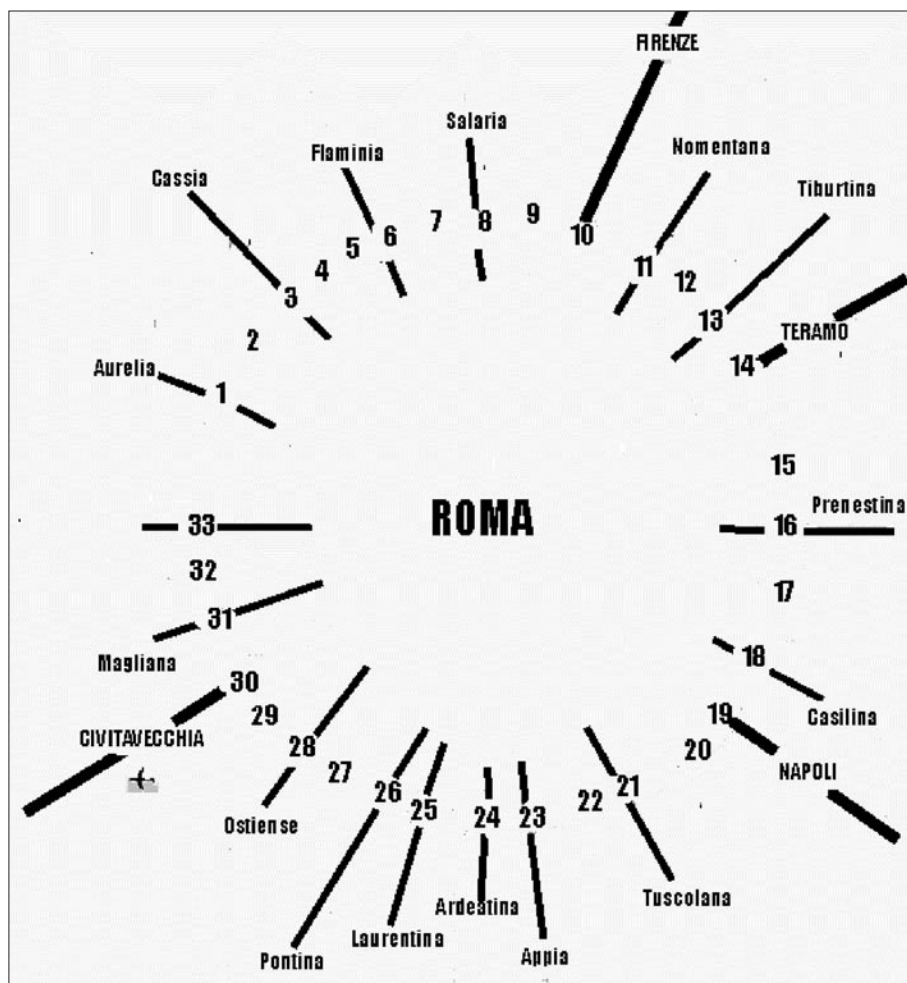 FIRENZE
Salaria
Flaminia
Nomentana
Cassia
Tiburtina
9
7
8
6
10
5
4
11
12
3
13
TERAMO
2
14
Aurelia
1
15
Prenestina
ROMA
33
16
32
17
31
18
Magliana
30
Casilina
29
19
CIVITAVECCHIA
28
20
NAPOLI
27
26
21
22
25
24
23
Ostiense
Tuscolana
Ardeatina
Laurentina
Appia
Pontina